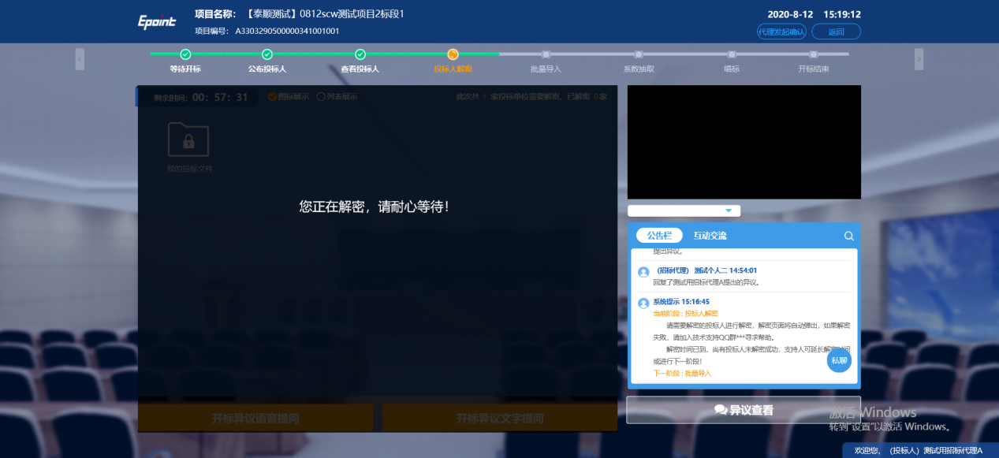 Epoint
项目名称： 【泰顺测试】0812scw测试项目2标段1
项目编号： A3303290500000341001001
2020-8-12 15:19:12
代理发起确认 返回
等待开标 公布投标人 查看投标人 投标人解密 批量导入 系数抽取 唱标 开标结束
剩余时间： 00: 57: 31 图标展示 列表展示 此次共 1 家投标单位需要解密，已解密 0 家
我的投标文件
您正在解密，请耐心等待！
开标异议语音提问 开标异议文字提问
公告栏 互动交流
提出异议。
（招标代理） 测试个人二 14:54:01
回复了测试用招标代理A提出的异议。
系统提示 15:16:45
当前阶段 : 投标人解密
请需要解密的投标人进行解密，解密页面将自动弹出，如果解密
失败，请加入技术支持QQ群***寻求帮助。
解密时间已到，尚有投标人未解密成功，支持人可延长解密时间
或进行下一阶段！
下一阶段 : 批量导入
私聊
异议查看
激活 Windows
转到"设置"以激活 Windows。
欢迎您，（投标人）测试用招标代理A